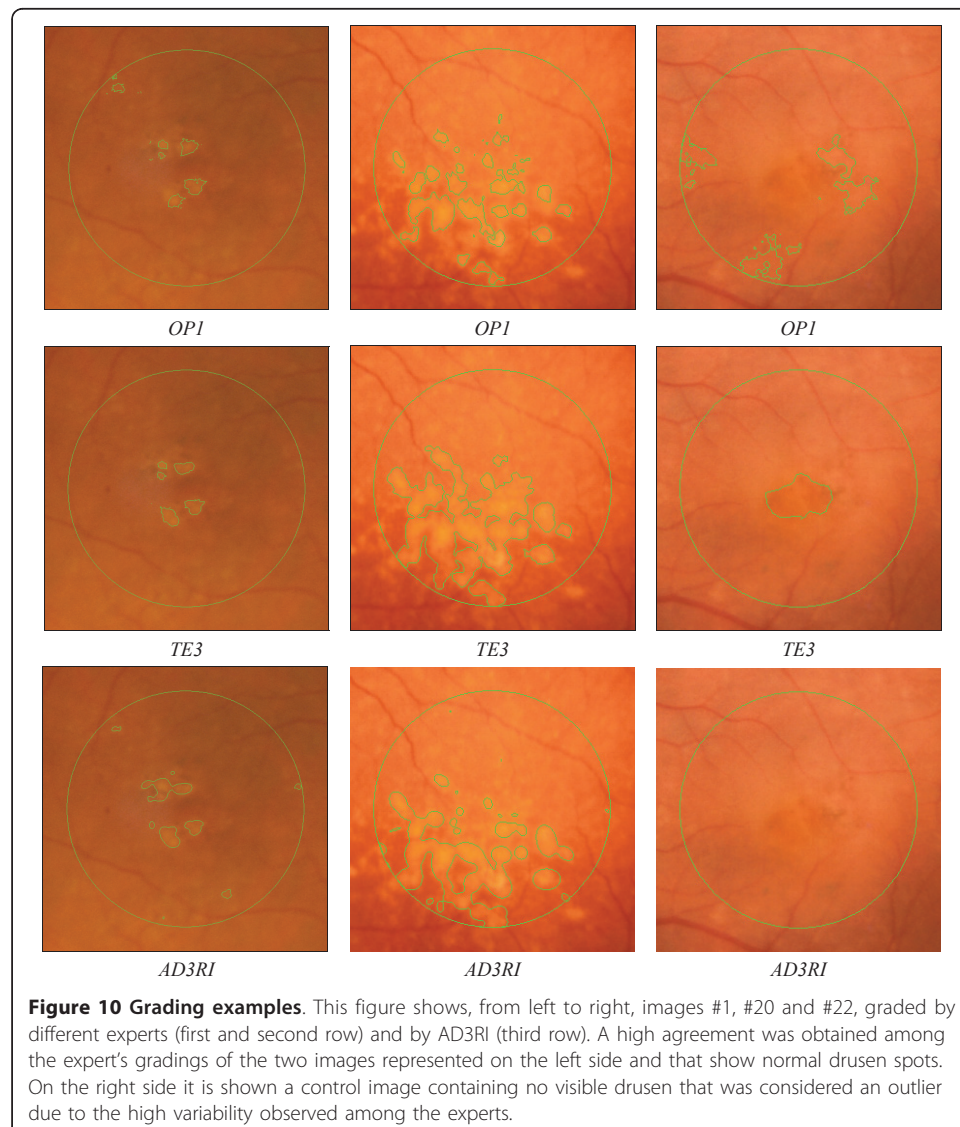 OP1 OP1 OP1
TE3 TE3 TE3
AD3RI AD3RI AD3RI
Figure 10 Grading examples. This figure shows, from left to right, images #1, #20 and #22, graded by
different experts (first and second row) and by AD3RI (third row). A high agreement was obtained among
the expert's gradings of the two images represented on the left side and that show normal drusen spots.
On the right side it is shown a control image containing no visible drusen that was considered an outlier
due to the high variability observed among the experts.